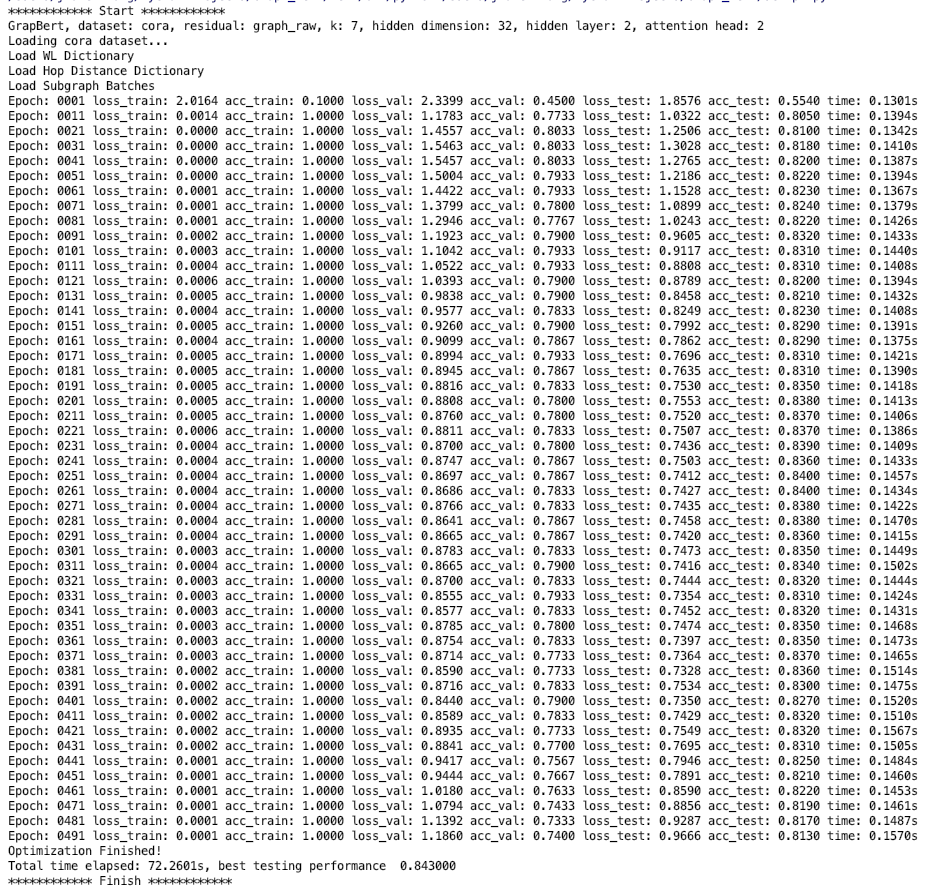 ************ Start ************
GrapBert, dataset: cora, residual: graph_raw, k: 7, hidden dimension: 32, hidden layer: 2, attention head: 2
Loading cora dataset...
Load WL Dictionary
Load Hop Distance Dictionary
Load Subgraph Batches
Epoch: 0001 loss_train: 2.0164 acc_train: 0.1000 loss_val: 2.3399 acc_val: 0.4500 loss_test: 1.8576 acc_test: 0.5540 time: 0.1301s
Epoch: 0011 loss_train: 0.0014 acc_train: 1.0000 loss_val: 1.1783 acc_val: 0.7733 loss_test: 1.0322 acc_test: 0.8050 time: 0.1394s
Epoch: 0021 loss_train: 0.0000 acc_train: 1.0000 loss_val: 1.4557 acc_val: 0.8033 loss_test: 1.2506 acc_test: 0.8100 time: 0.1342s
Epoch: 0031 loss_train: 0.0000 acc_train: 1.0000 loss_val: 1.5463 acc_val: 0.8033 loss_test: 1.3028 acc_test: 0.8180 time: 0.1410s
Epoch: 0041 loss_train: 0.0000 acc_train: 1.0000 loss_val: 1.5457 acc_val: 0.8033 loss_test: 1.2765 acc_test: 0.8200 time: 0.1387s
Epoch: 0051 loss_train: 0.0000 acc_train: 1.0000 loss_val: 1.5004 acc_val: 0.7933 loss_test: 1.2186 acc_test: 0.8220 time: 0.1394s
Epoch: 0061 loss_train: 0.0001 acc_train: 1.0000 loss_val: 1.4422 acc_val: 0.7933 loss_test: 1.1528 acc_test: 0.8230 time: 0.1367s
Epoch: 0071 loss_train: 0.0001 acc_train: 1.0000 loss_val: 1.3799 acc_val: 0.7800 loss_test: 1.0899 acc_test: 0.8240 time: 0.1379s
Epoch: 0081 loss_train: 0.0001 acc_train: 1.0000 loss_val: 1.2946 acc_val: 0.7767 loss_test: 1.0243 acc_test: 0.8220 time: 0.1426s
Epoch: 0091 loss_train: 0.0002 acc_train: 1.0000 loss_val: 1.1923 acc_val: 0.7900 loss_test: 0.9605 acc_test: 0.8320 time: 0.1433s
Epoch: 0101 loss_train: 0.0003 acc_train: 1.0000 loss_val: 1.1042 acc_val: 0.7933 loss_test: 0.9117 acc_test: 0.8310 time: 0.1440s
Epoch: 0111 loss_train: 0.0004 acc_train: 1.0000 loss_val: 1.0522 acc_val: 0.7933 loss_test: 0.8808 acc_test: 0.8310 time: 0.1408s
Epoch: 0121 loss_train: 0.0006 acc_train: 1.0000 loss_val: 1.0393 acc_val: 0.7900 loss_test: 0.8789 acc_test: 0.8200 time: 0.1394s
Epoch: 0131 loss_train: 0.0005 acc_train: 1.0000 loss_val: 0.9838 acc_val: 0.7900 loss_test: 0.8458 acc_test: 0.8210 time: 0.1432s
Epoch: 0141 loss_train: 0.0004 acc_train: 1.0000 loss_val: 0.9577 acc_val: 0.7833 loss_test: 0.8249 acc_test: 0.8230 time: 0.1408s
Epoch: 0151 loss_train: 0.0005 acc_train: 1.0000 loss_val: 0.9260 acc_val: 0.7900 loss_test: 0.7992 acc_test: 0.8290 time: 0.1391s
Epoch: 0161 loss_train: 0.0004 acc_train: 1.0000 loss_val: 0.9099 acc_val: 0.7867 loss_test: 0.7862 acc_test: 0.8290 time: 0.1375s
Epoch: 0171 loss_train: 0.0005 acc_train: 1.0000 loss_val: 0.8994 acc_val: 0.7933 loss_test: 0.7696 acc_test: 0.8310 time: 0.1421s
Epoch: 0181 loss_train: 0.0005 acc_train: 1.0000 loss_val: 0.8945 acc_val: 0.7867 loss_test: 0.7635 acc_test: 0.8310 time: 0.1390s
Epoch: 0191 loss_train: 0.0005 acc_train: 1.0000 loss_val: 0.8816 acc_val: 0.7833 loss_test: 0.7530 acc_test: 0.8350 time: 0.1418s
Epoch: 0201 loss_train: 0.0005 acc_train: 1.0000 loss_val: 0.8808 acc_val: 0.7800 loss_test: 0.7553 acc_test: 0.8380 time: 0.1413s
Epoch: 0211 loss_train: 0.0005 acc_train: 1.0000 loss_val: 0.8760 acc_val: 0.7800 loss_test: 0.7520 acc_test: 0.8370 time: 0.1406s
Epoch: 0221 loss_train: 0.0006 acc_train: 1.0000 loss_val: 0.8811 acc_val: 0.7833 loss_test: 0.7507 acc_test: 0.8370 time: 0.1386s
Epoch: 0231 loss_train: 0.0004 acc_train: 1.0000 loss_val: 0.8700 acc_val: 0.7800 loss_test: 0.7436 acc_test: 0.8390 time: 0.1409s
Epoch: 0241 loss_train: 0.0004 acc_train: 1.0000 loss_val: 0.8747 acc_val: 0.7867 loss_test: 0.7503 acc_test: 0.8360 time: 0.1433s
Epoch: 0251 loss_train: 0.0004 acc_train: 1.0000 loss_val: 0.8697 acc_val: 0.7867 loss_test: 0.7412 acc_test: 0.8400 time: 0.1457s
Epoch: 0261 loss_train: 0.0004 acc_train: 1.0000 loss_val: 0.8686 acc_val: 0.7833 loss_test: 0.7427 acc_test: 0.8400 time: 0.1434s
Epoch: 0271 loss_train: 0.0004 acc_train: 1.0000 loss_val: 0.8766 acc_val: 0.7833 loss_test: 0.7435 acc_test: 0.8380 time: 0.1422s
Epoch: 0281 loss_train: 0.0004 acc_train: 1.0000 loss_val: 0.8641 acc_val: 0.7867 loss_test: 0.7458 acc_test: 0.8380 time: 0.1470s
Epoch: 0291 loss_train: 0.0004 acc_train: 1.0000 loss_val: 0.8665 acc_val: 0.7867 loss_test: 0.7420 acc_test: 0.8360 time: 0.1415s
Epoch: 0301 loss_train: 0.0003 acc_train: 1.0000 loss_val: 0.8783 acc_val: 0.7833 loss_test: 0.7473 acc_test: 0.8350 time: 0.1449s
Epoch: 0311 loss_train: 0.0004 acc_train: 1.0000 loss_val: 0.8665 acc_val: 0.7900 loss_test: 0.7416 acc_test: 0.8340 time: 0.1502s
Epoch: 0321 loss_train: 0.0003 acc_train: 1.0000 loss_val: 0.8700 acc_val: 0.7833 loss_test: 0.7444 acc_test: 0.8320 time: 0.1444s
Epoch: 0331 loss_train: 0.0003 acc_train: 1.0000 loss_val: 0.8555 acc_val: 0.7933 loss_test: 0.7354 acc_test: 0.8310 time: 0.1424s
Epoch: 0341 loss_train: 0.0003 acc_train: 1.0000 loss_val: 0.8577 acc_val: 0.7833 loss_test: 0.7452 acc_test: 0.8320 time: 0.1431s
Epoch: 0351 loss_train: 0.0003 acc_train: 1.0000 loss_val: 0.8785 acc_val: 0.7800 loss_test: 0.7474 acc_test: 0.8350 time: 0.1468s
Epoch: 0361 loss_train: 0.0003 acc_train: 1.0000 loss_val: 0.8754 acc_val: 0.7833 loss_test: 0.7397 acc_test: 0.8350 time: 0.1473s
Epoch: 0371 loss_train: 0.0003 acc_train: 1.0000 loss_val: 0.8714 acc_val: 0.7733 loss_test: 0.7364 acc_test: 0.8370 time: 0.1465s
Epoch: 0381 loss_train: 0.0002 acc_train: 1.0000 loss_val: 0.8590 acc_val: 0.7733 loss_test: 0.7328 acc_test: 0.8360 time: 0.1514s
Epoch: 0391 loss_train: 0.0002 acc_train: 1.0000 loss_val: 0.8716 acc_val: 0.7833 loss_test: 0.7534 acc_test: 0.8300 time: 0.1475s
Epoch: 0401 loss_train: 0.0002 acc_train: 1.0000 loss_val: 0.8440 acc_val: 0.7900 loss_test: 0.7350 acc_test: 0.8270 time: 0.1520s
Epoch: 0411 loss_train: 0.0002 acc_train: 1.0000 loss_val: 0.8589 acc_val: 0.7833 loss_test: 0.7429 acc_test: 0.8320 time: 0.1510s
Epoch: 0421 loss_train: 0.0002 acc_train: 1.0000 loss_val: 0.8935 acc_val: 0.7733 loss_test: 0.7549 acc_test: 0.8320 time: 0.1567s
Epoch: 0431 loss_train: 0.0002 acc_train: 1.0000 loss_val: 0.8841 acc_val: 0.7700 loss_test: 0.7695 acc_test: 0.8310 time: 0.1505s
Epoch: 0441 loss_train: 0.0001 acc_train: 1.0000 loss_val: 0.9417 acc_val: 0.7567 loss_test: 0.7946 acc_test: 0.8250 time: 0.1484s
Epoch: 0451 loss_train: 0.0001 acc_train: 1.0000 loss_val: 0.9444 acc_val: 0.7667 loss_test: 0.7891 acc_test: 0.8210 time: 0.1460s
Epoch: 0461 loss_train: 0.0001 acc_train: 1.0000 loss_val: 1.0180 acc_val: 0.7633 loss_test: 0.8590 acc_test: 0.8220 time: 0.1453s
Epoch: 0471 loss_train: 0.0001 acc_train: 1.0000 loss_val: 1.0794 acc_val: 0.7433 loss_test: 0.8856 acc_test: 0.8190 time: 0.1461s
Epoch: 0481 loss_train: 0.0001 acc_train: 1.0000 loss_val: 1.1392 acc_val: 0.7333 loss_test: 0.9287 acc_test: 0.8170 time: 0.1487s
Epoch: 0491 loss_train: 0.0001 acc_train: 1.0000 loss_val: 1.1860 acc_val: 0.7400 loss_test: 0.9666 acc_test: 0.8130 time: 0.1570s
Optimization Finished!
Total time elapsed: 72.2601s, best testing performance  0.843000
************ Finish ************